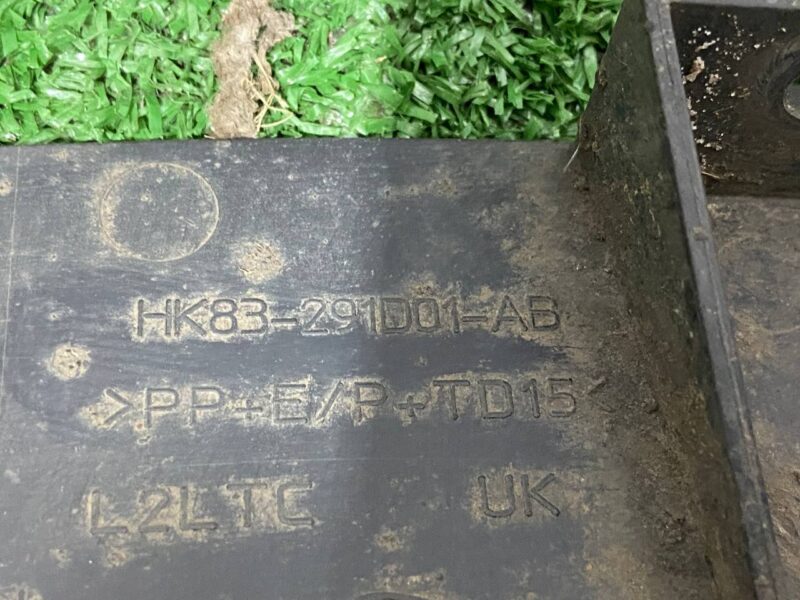 HK83-291D01-AB
>PP+E/P+TD15<
L2LTC UK